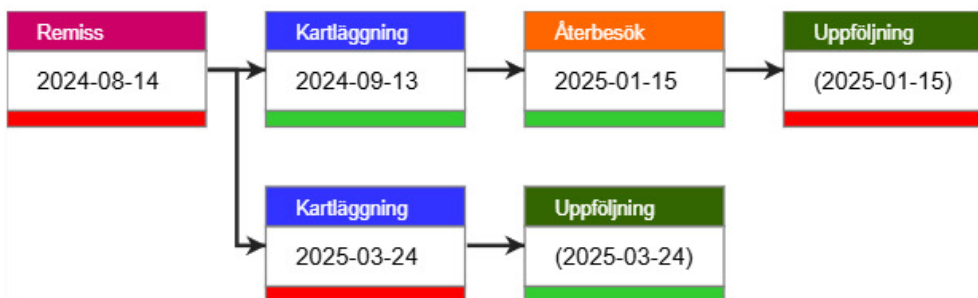 Remiss
2024-08-14
Kartläggning
2024-09-13
Återbesök
2025-01-15
Uppföljning
(2025-01-15)
Kartläggning
2025-03-24
Uppföljning
(2025-03-24)